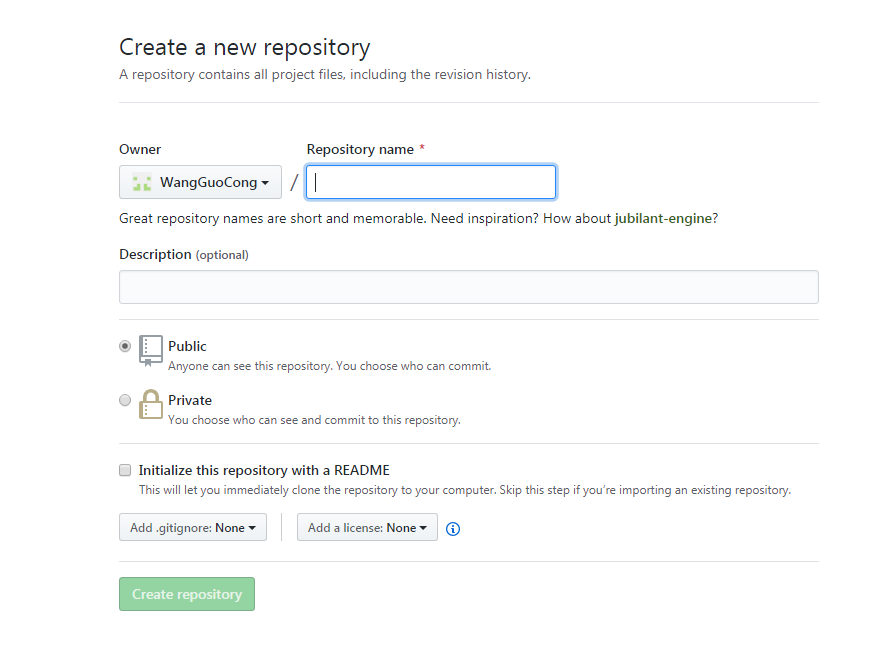 Create a new repository
A repository contains all project files, including the revision history.
Owner
Repository name *
WangGuoCong /
Great repository names are short and memorable. Need inspiration? How about jubilant-engine?
Description (optional)
Public
Anyone can see this repository. You choose who can commit.
Private
You choose who can see and commit to this repository.
Initialize this repository with a README
This will let you immediately clone the repository to your computer. Skip this step if you’re importing an existing repository.
Add .gitignore: None
Add a license: None
Create repository